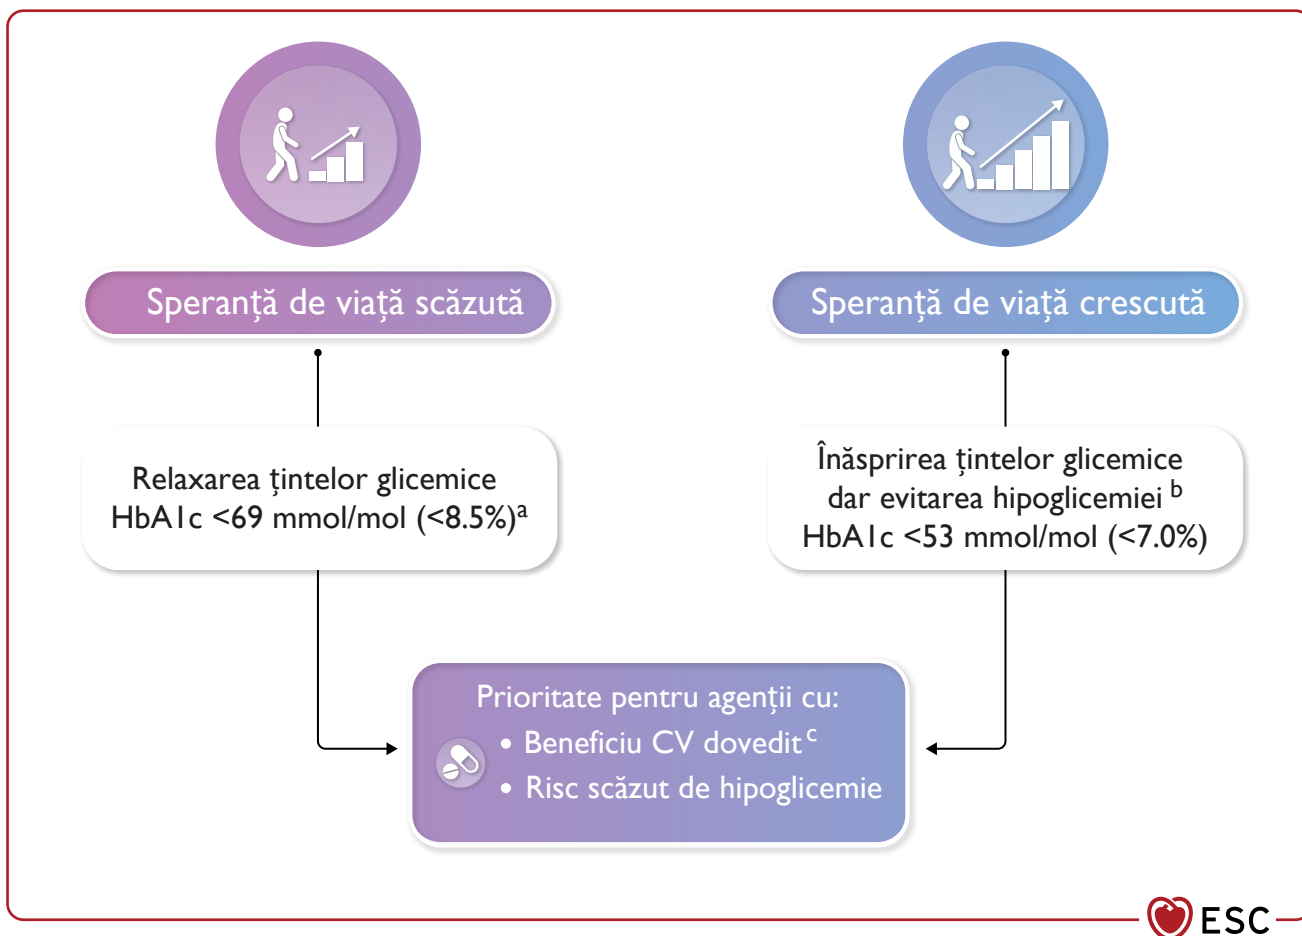 Speranță de viață scăzută
Relaxarea țintelor glicemice
HbA1c <69 mmol/mol (<8.5%)a
Speranță de viață crescută
Înăsprirea țintelor glicemice
dar evitarea hipoglicemiei b
HbA1c <53 mmol/mol (<7.0%)
Prioritate pentru agenții cu:
• Beneficiu CV dovedit c
• Risc scăzut de hipoglicemie
ESC